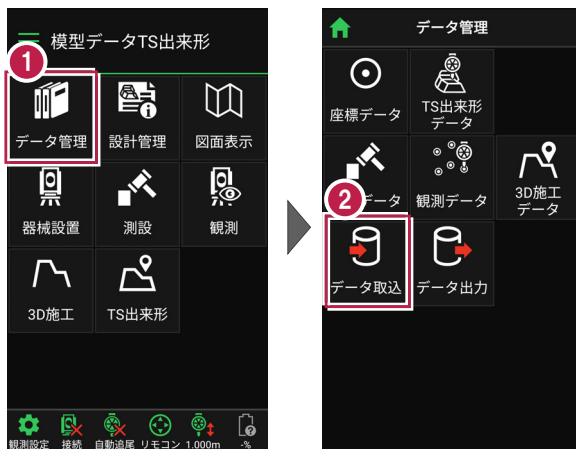 模型データTS出来形
1
データ管理
設計管理
図面表示
器械設置
測設
観測
3D施工
TS出来形
観測設定
接続
自動追尾
リモコン
1.000m
-%
データ管理
座標データ
TS出来形
データ
2
データ
観測データ
3D施工
データ
データ取込
データ出力